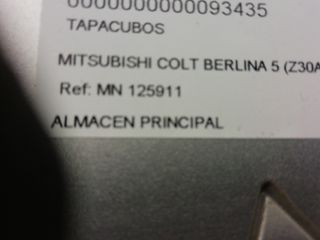 0000000000093435
TAPACUBOS
MITSUBISHI COLT BERLINA 5 (Z30A
Ref: MN 125911
ALMACEN PRINCIPAL